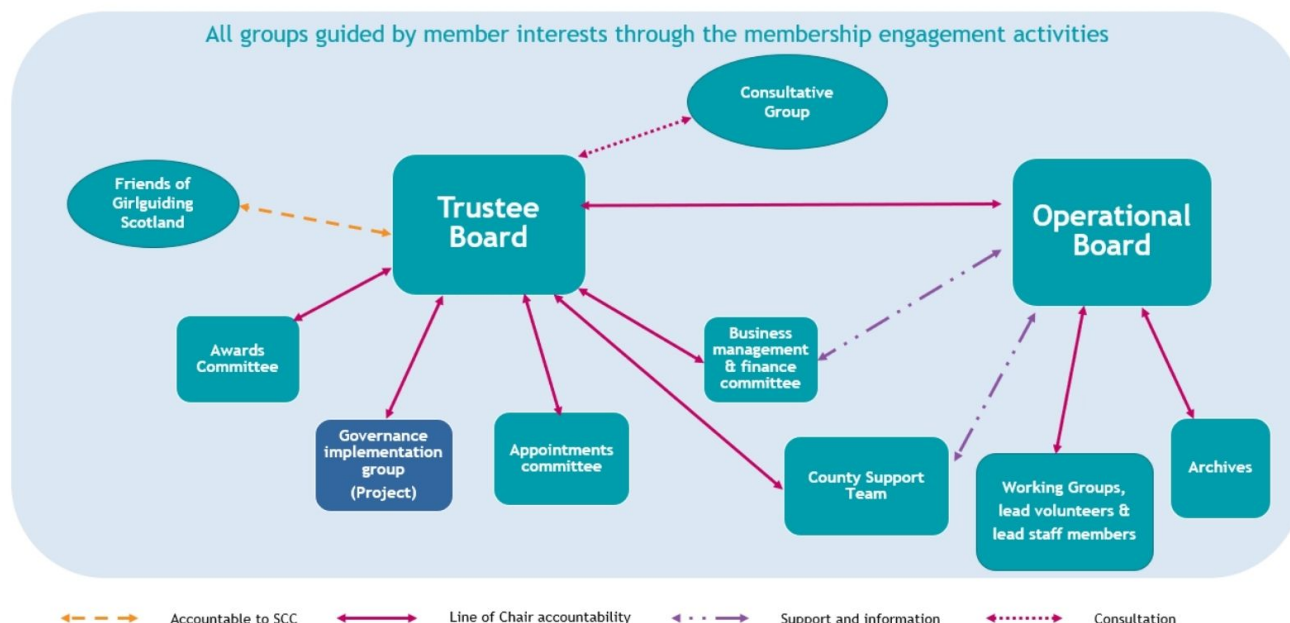 All groups guided by member interests through the membership engagement activities
Consultative
Group
Friends of
Girlguiding
Scotland
Trustee
Board
Operational
Board
Awards
Committee
Business
management
& finance
committee
Governance
implementation
group
(Project)
Appointments
committee
County Support
Team
Working Groups,
lead volunteers &
lead staff members
Archives
Accountable to SCC
Line of Chair accountability
Support and information
Consultation